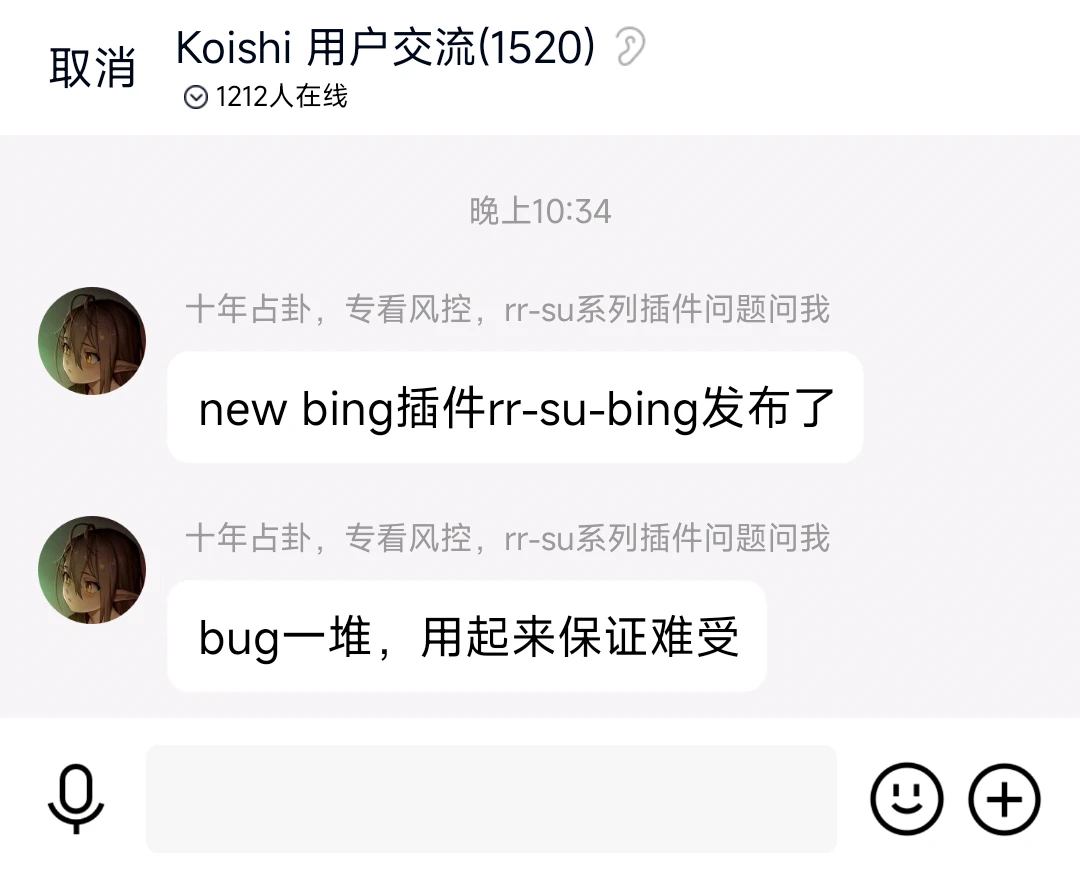 取消
Koishi 用户交流(1520)
1212人在线
晚上10:34
十年占卦，专看风控，rr-su系列插件问题问我
new bing插件rr-su-bing发布了
十年占卦，专看风控，rr-su系列插件问题问我
bug一堆，用起来保证难受